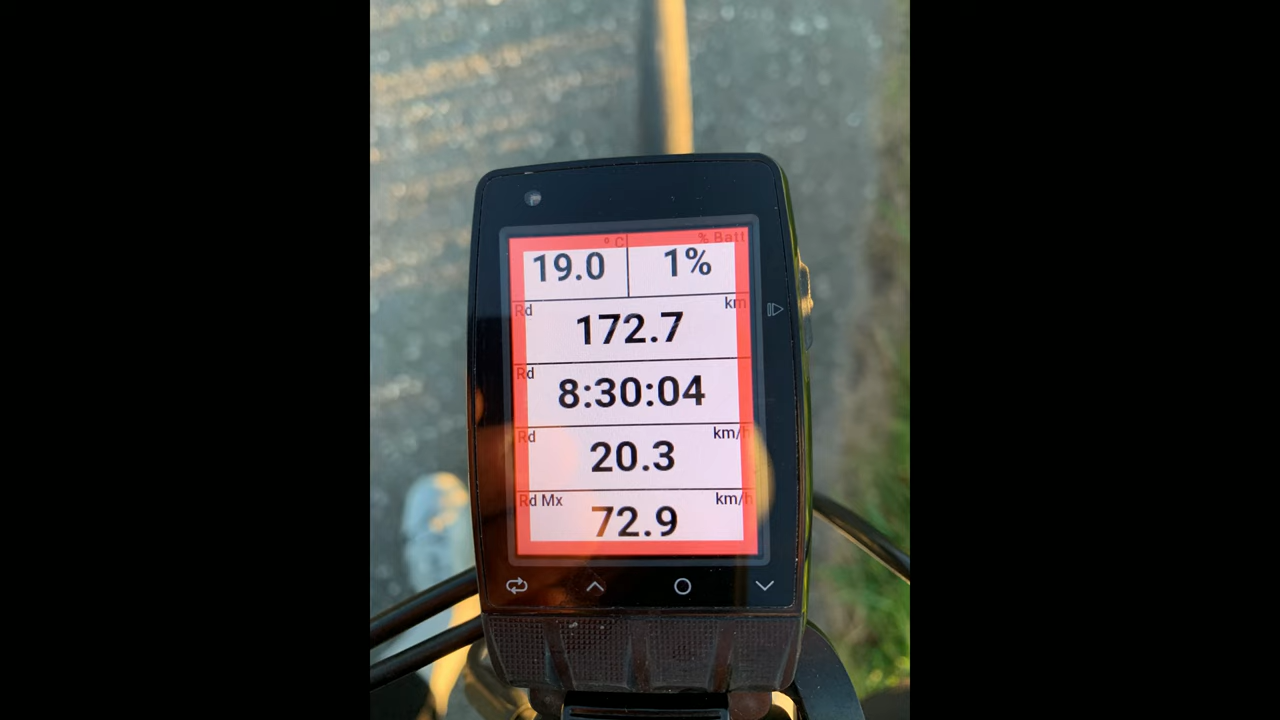 ° C % Batt
19.0 1%
Rd km
172.7
Rd
8:30:04
Rd km/h
20.3
Rd Mx km/h
72.9